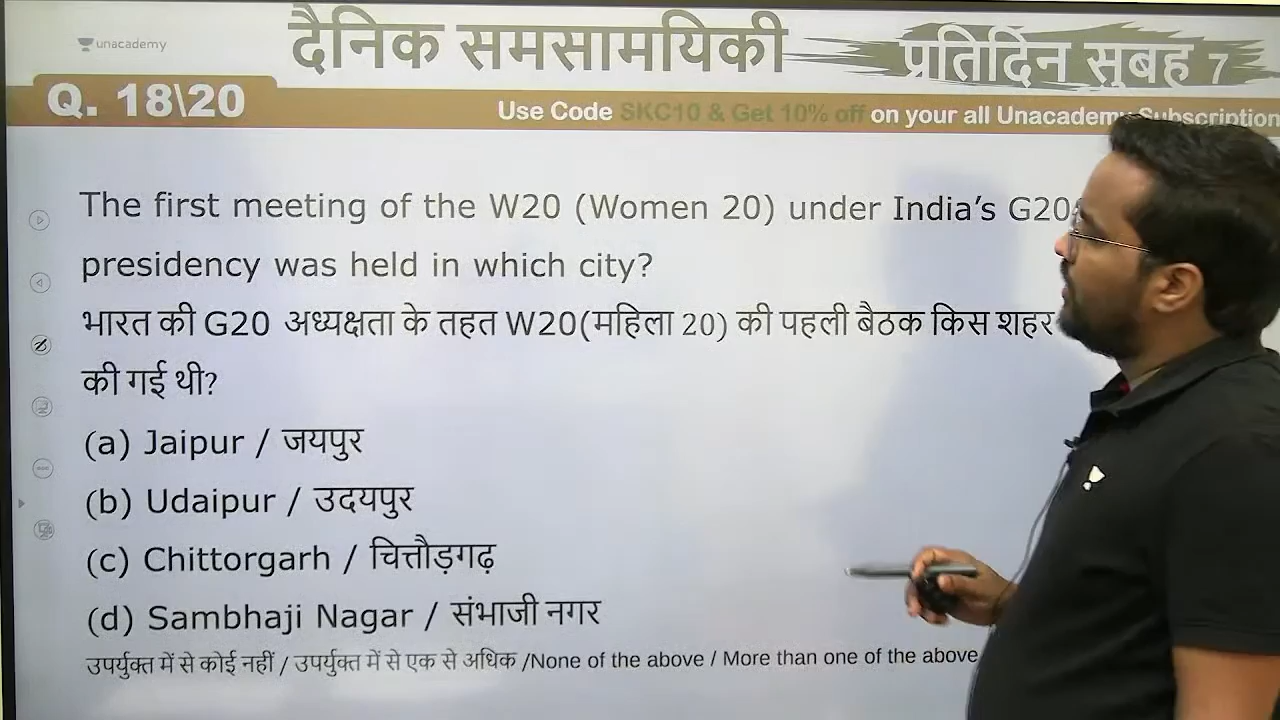 unacademy
दैनिक समसामयिकी
प्रतिदिन सुबह 7
Q. 18\20
Use Code SKC10 & Get 10% off on your all Unacademy Subscription
The first meeting of the W20 (Women 20) under India’s G20
presidency was held in which city?
भारत की G20 अध्यक्षता के तहत W20(महिला 20) की पहली बैठक किस शहर
की गई थी?
(a) Jaipur / जयपुर
(b) Udaipur / उदयपुर
(c) Chittorgarh / चित्तौड़गढ़
(d) Sambhaji Nagar / संभाजी नगर
उपर्युक्त में से कोई नहीं / उपर्युक्त में से एक से अधिक /None of the above / More than one of the above